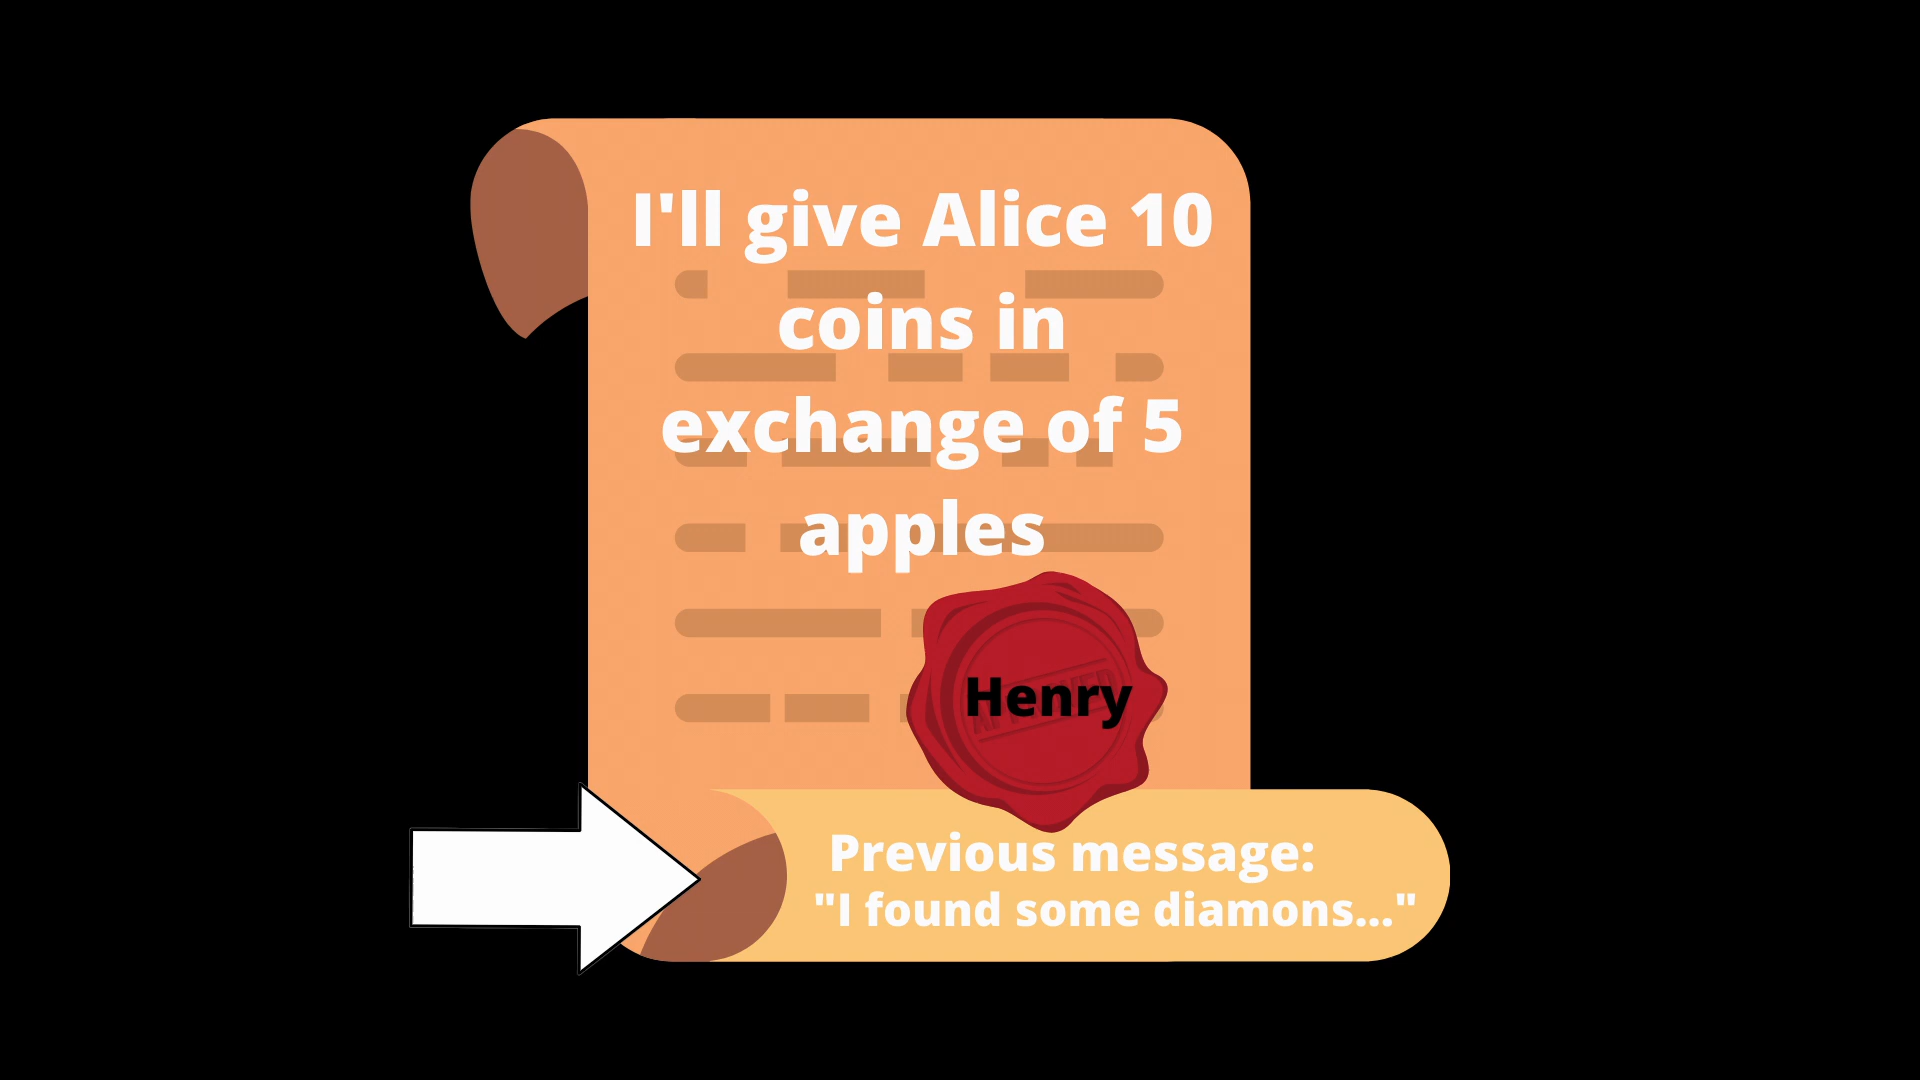 I'll give Alice 10
coins in
exchange of 5
apples
Henry
Previous message:
"I found some diamons..."